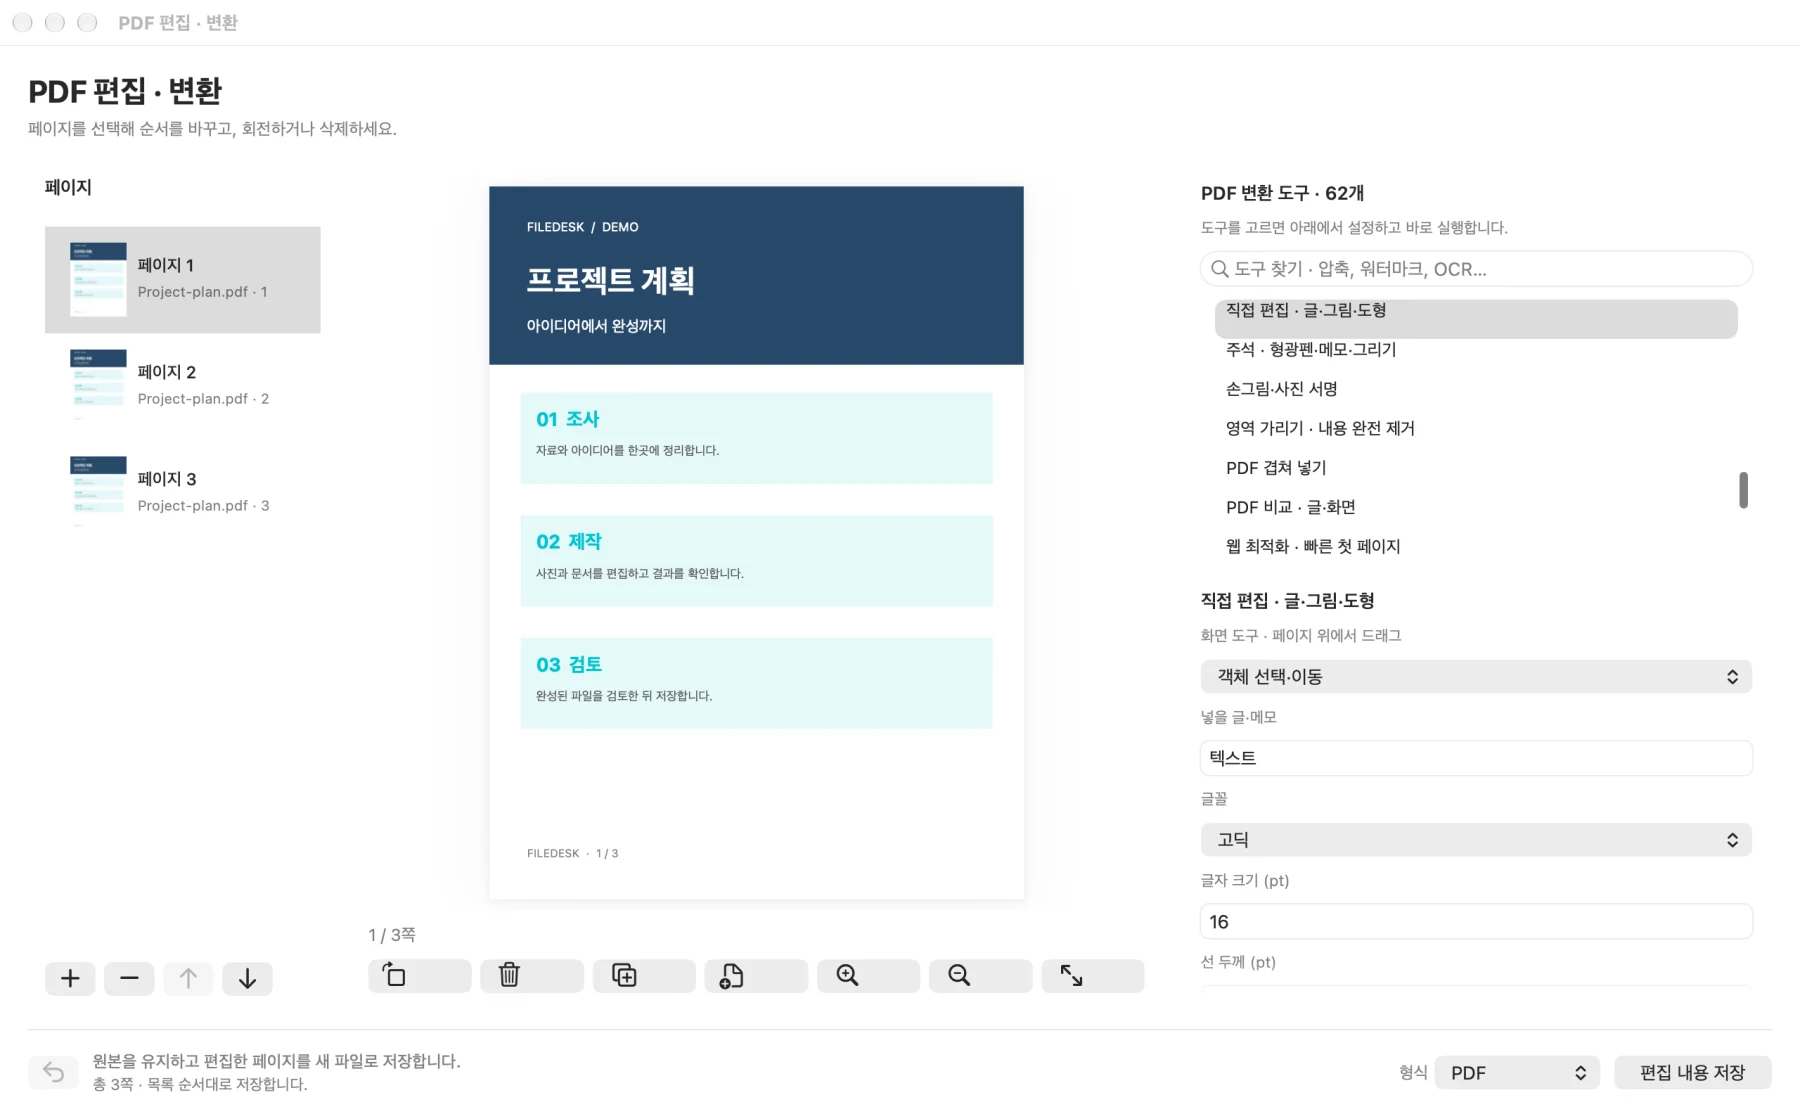 PDF 편집 · 변환
PDF 편집 · 변환
페이지를 선택해 순서를 바꾸고, 회전하거나 삭제하세요.
페이지
페이지 1
Project-plan.pdf · 1
페이지 2
Project-plan.pdf · 2
페이지 3
Project-plan.pdf · 3
FILEDESK / DEMO
프로젝트 계획
아이디어에서 완성까지
01 조사
자료와 아이디어를 한곳에 정리합니다.
02 제작
사진과 문서를 편집하고 결과를 확인합니다.
03 검토
완성된 파일을 검토한 뒤 저장합니다.
FILEDESK · 1 / 3
1 / 3쪽
PDF 변환 도구 · 62개
도구를 고르면 아래에서 설정하고 바로 실행합니다.
도구 찾기 · 압축, 워터마크, OCR...
직접 편집 · 글·그림·도형
주석 · 형광펜·메모·그리기
손그림·사진 서명
영역 가리기 · 내용 완전 제거
PDF 겹쳐 넣기
PDF 비교 · 글·화면
웹 최적화 · 빠른 첫 페이지
직접 편집 · 글·그림·도형
화면 도구 · 페이지 위에서 드래그
객체 선택·이동
넣을 글·메모
텍스트
글꼴
고딕
글자 크기 (pt)
16
선 두께 (pt)
원본을 유지하고 편집한 페이지를 새 파일로 저장합니다.
총 3쪽 · 목록 순서대로 저장합니다.
형식
PDF
편집 내용 저장